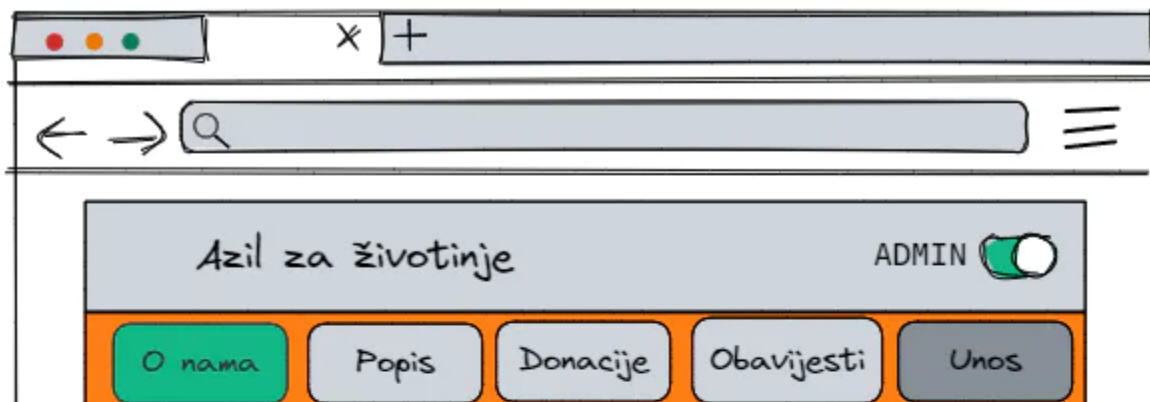 Azil za životinje
ADMIN
O nama
Popis
Donacije
Obavijesti
Unos